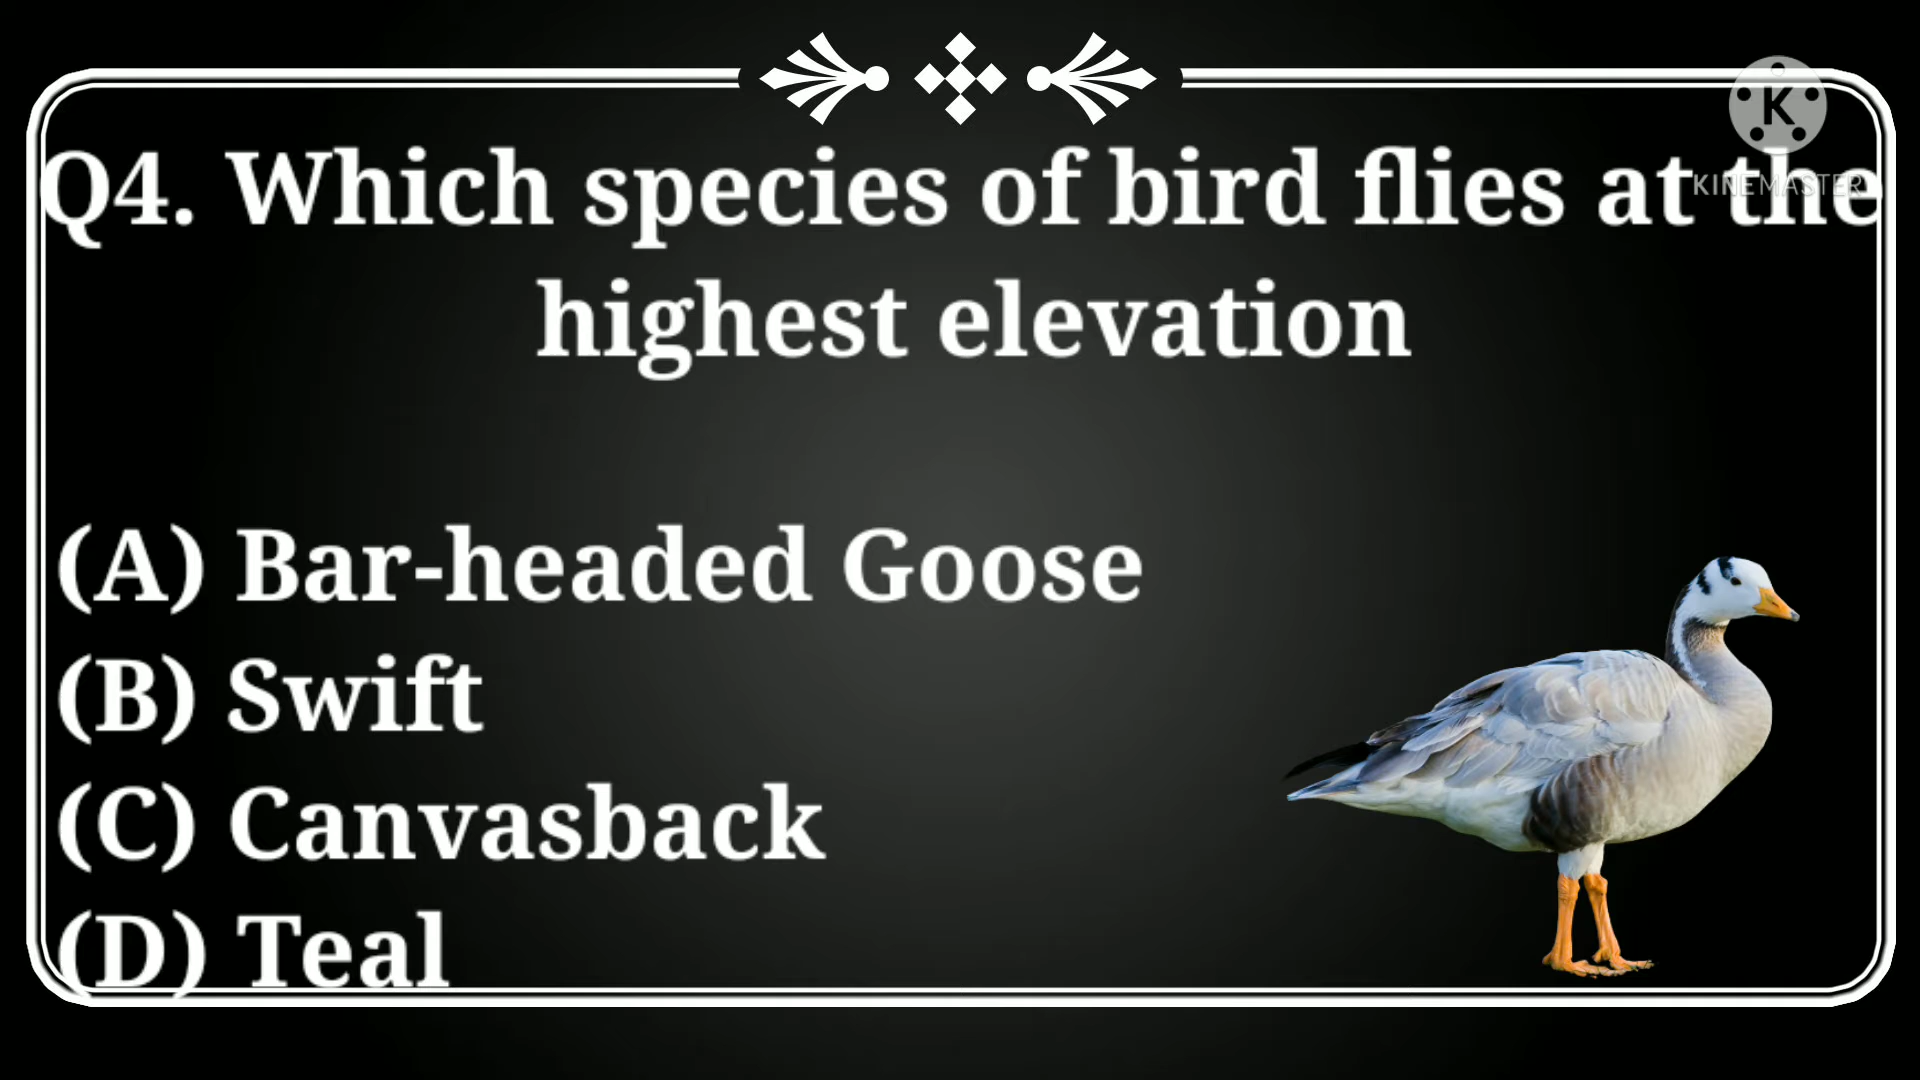 K
KINEMASTER
Q4. Which species of bird flies at the
highest elevation
(A) Bar-headed Goose
(B) Swift
(C) Canvasback
(D) Teal